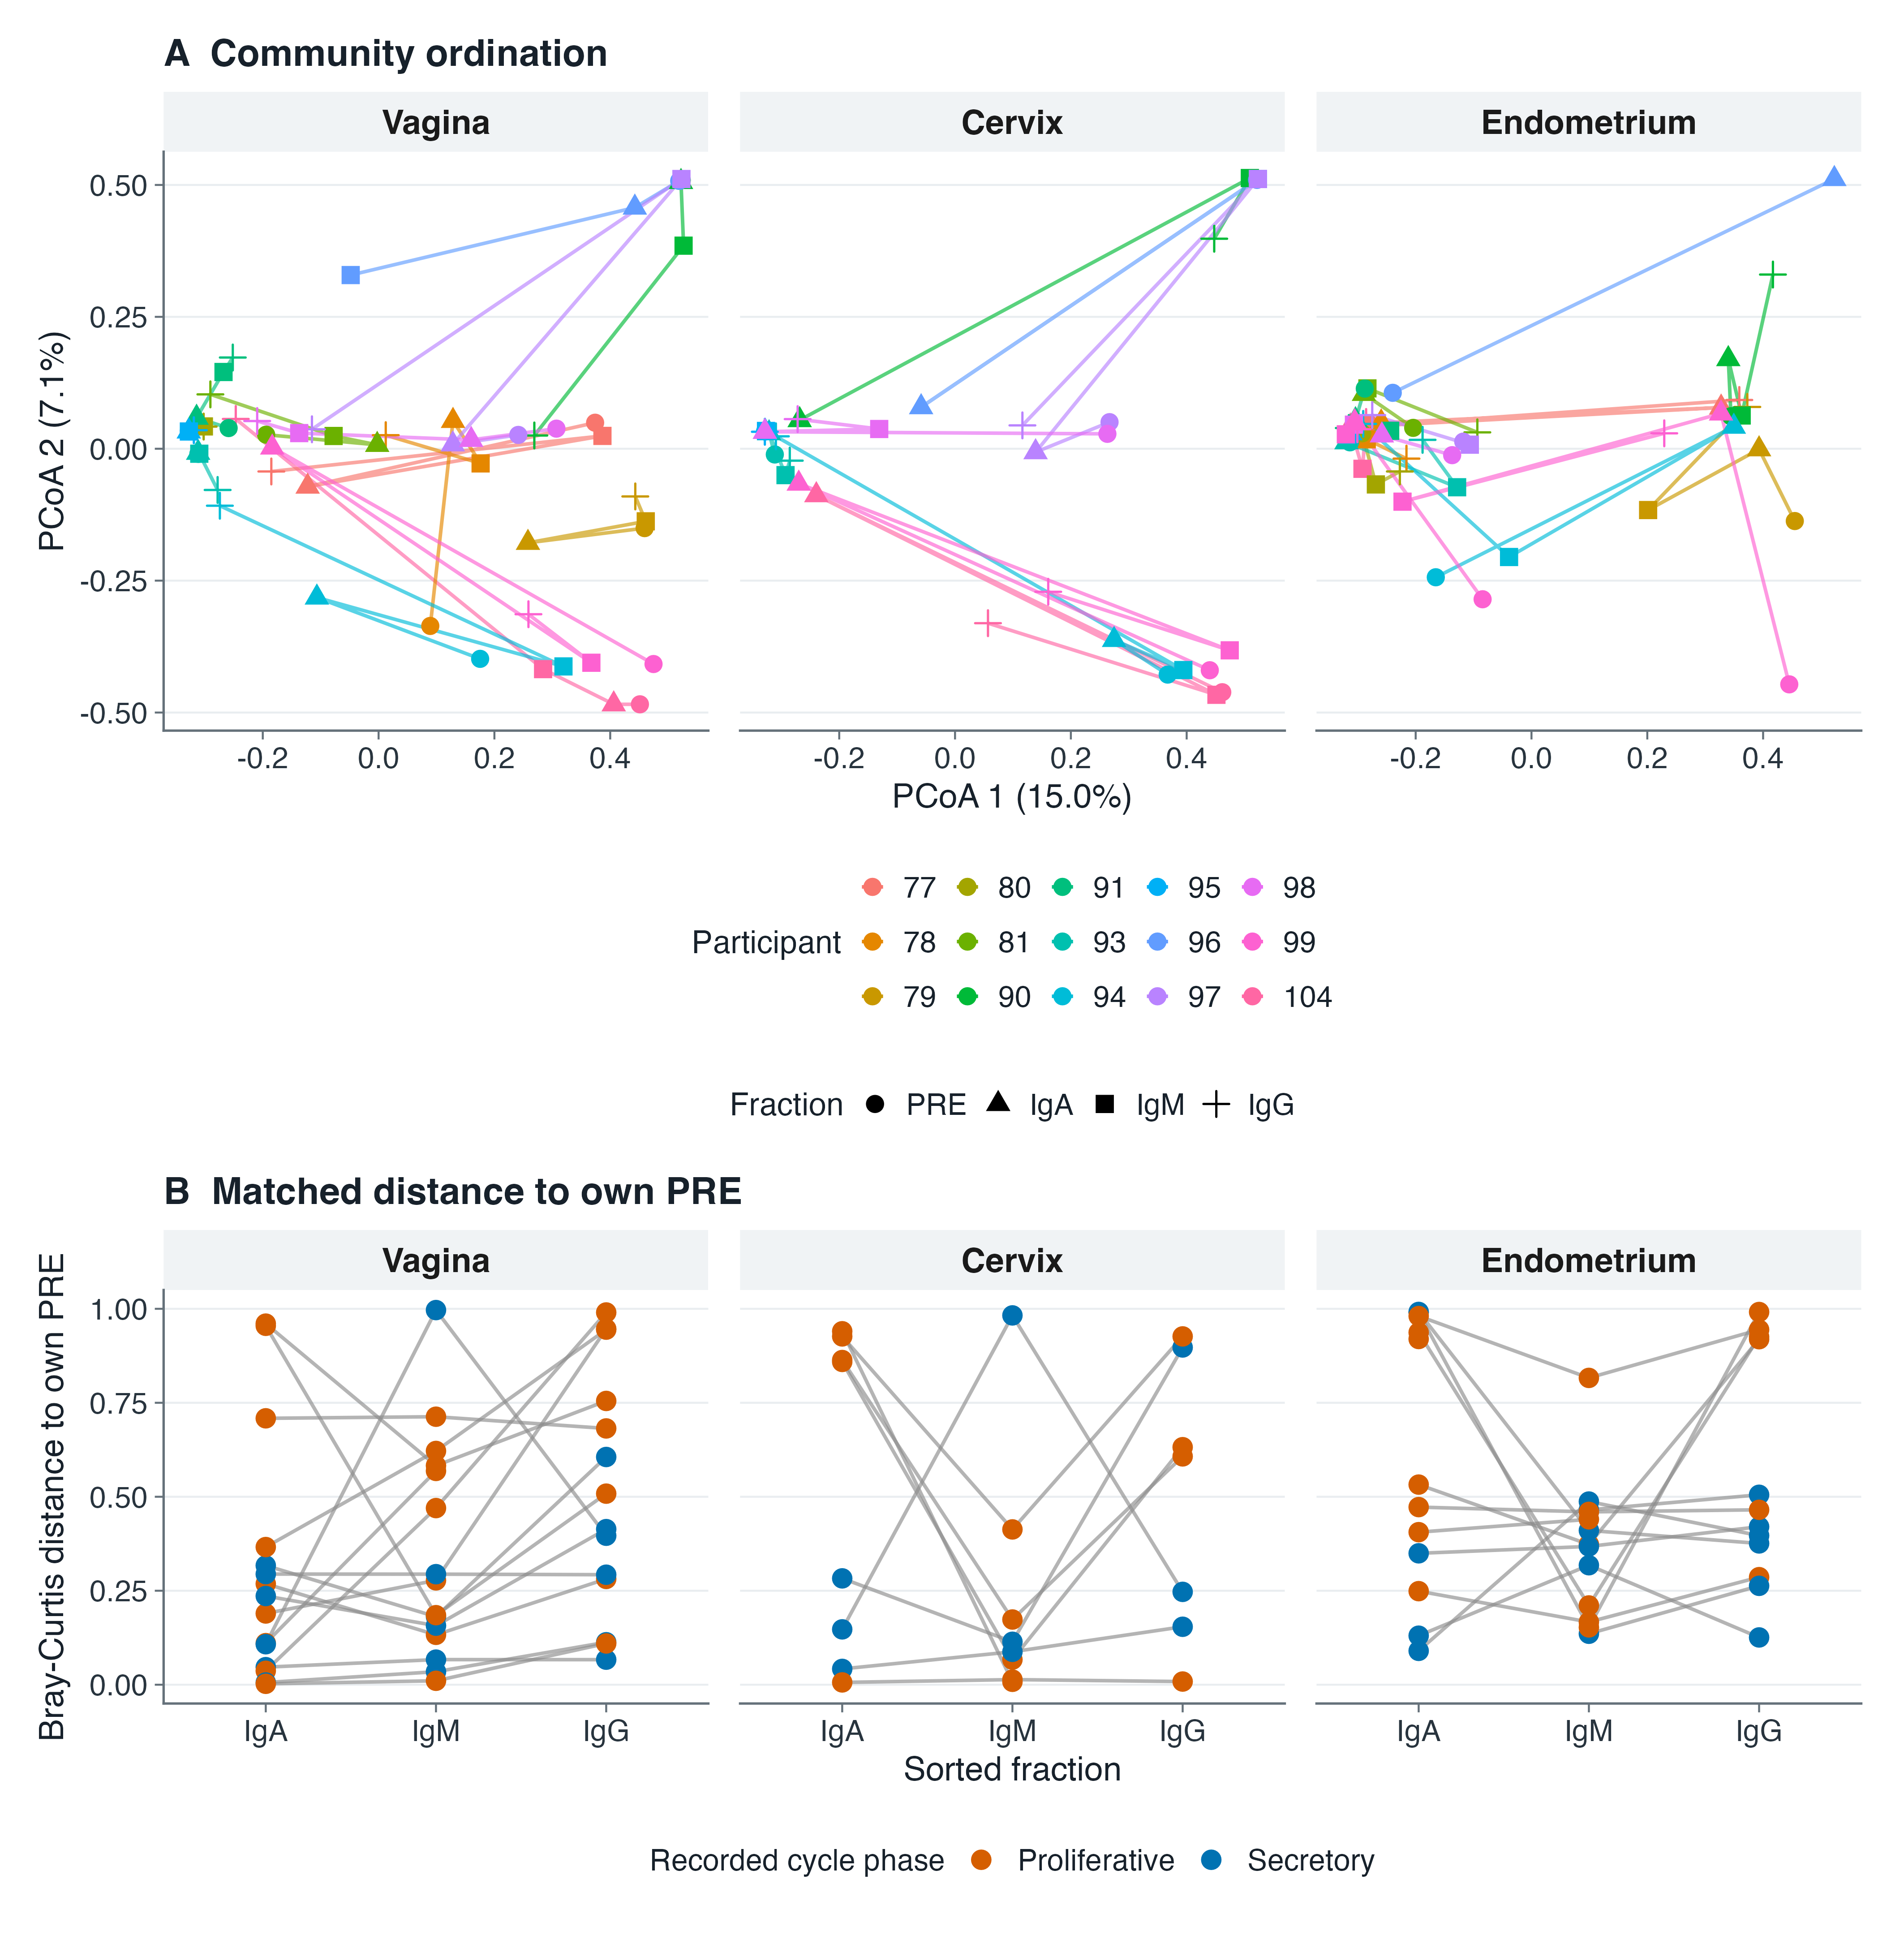 A Community ordination
Vagina Cervix Endometrium
PCoA 2 (7.1%)
0.50
0.25
0.00
-0.25
-0.50
-0.2 0.0 0.2 0.4 -0.2 0.0 0.2 0.4 -0.2 0.0 0.2 0.4
PCoA 1 (15.0%)
77 80 91 95 98
Participant 78 81 93 96 99
79 90 94 97 104
Fraction PRE IgA IgM IgG
B Matched distance to own PRE
Vagina Cervix Endometrium
Bray-Curtis distance to own PRE
1.00
0.75
0.50
0.25
0.00
IgA IgM IgG IgA IgM IgG IgA IgM IgG
Sorted fraction
Recorded cycle phase Proliferative Secretory